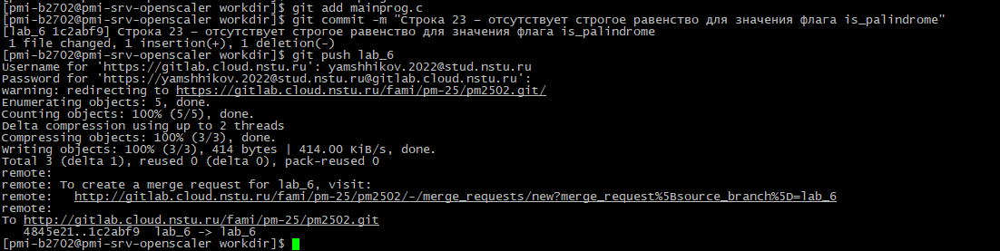 [pmi-b2702@pmi-srv-openscaler workdir]$ git add mainprog.c
[pmi-b2702@pmi-srv-openscaler workdir]$ git commit -m "Строка 23 – отсутствует строгое равенство для значения флага is_palindrome"
[lab_6 1c2abf9] Строка 23 – отсутствует строгое равенство для значения флага is_palindrome
 1 file changed, 1 insertion(+), 1 deletion(-)
[pmi-b2702@pmi-srv-openscaler workdir]$ git push lab_6
Username for 'https://gitlab.cloud.nstu.ru': yamshhikov.2022@stud.nstu.ru
Password for 'https://yamshhikov.2022@stud.nstu.ru@gitlab.cloud.nstu.ru':
warning: redirecting to https://gitlab.cloud.nstu.ru/fami/pm-25/pm2502.git/
Enumerating objects: 5, done.
Counting objects: 100% (5/5), done.
Delta compression using up to 2 threads
Compressing objects: 100% (3/3), done.
Writing objects: 100% (3/3), 414 bytes | 414.00 KiB/s, done.
Total 3 (delta 1), reused 0 (delta 0), pack-reused 0
remote:
remote: To create a merge request for lab_6, visit:
remote:   http://gitlab.cloud.nstu.ru/fami/pm-25/pm2502/-/merge_requests/new?merge_request%5Bsource_branch%5D=lab_6
remote:
To http://gitlab.cloud.nstu.ru/fami/pm-25/pm2502.git
   4845e21..1c2abf9  lab_6 -> lab_6
[pmi-b2702@pmi-srv-openscaler workdir]$